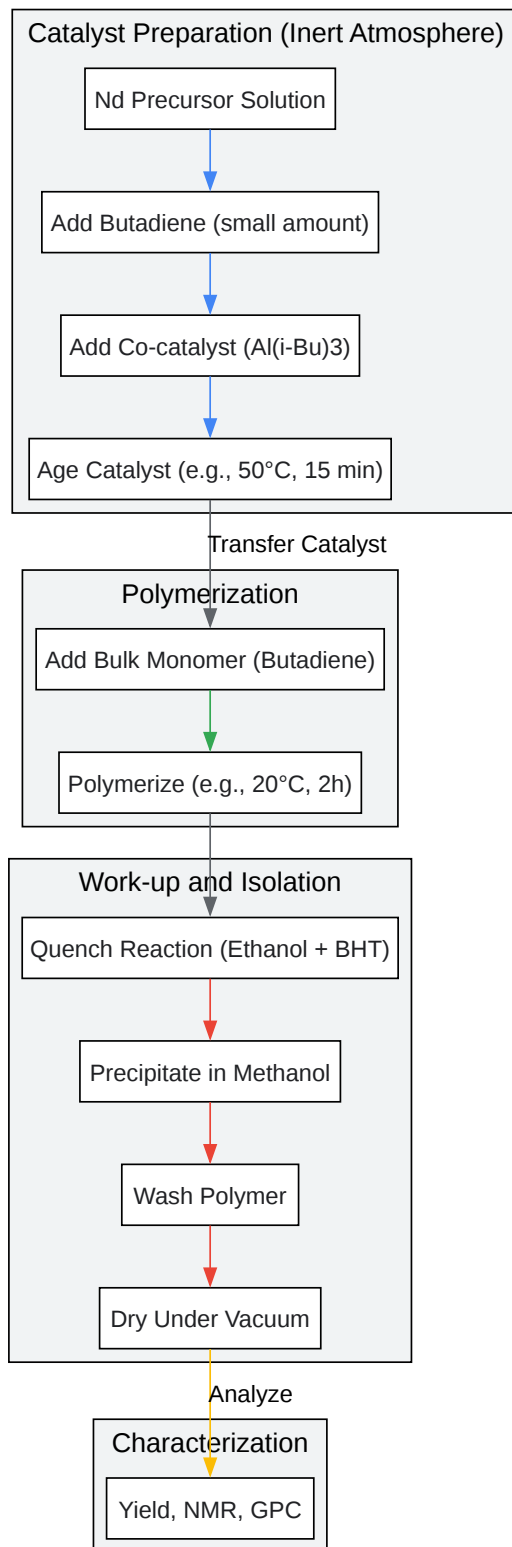 Catalyst Preparation (Inert Atmosphere)
Nd Precursor Solution
Add Butadiene (small amount)
Add Co-catalyst (Al(i-Bu)3)
Age Catalyst (e.g., 50°C, 15 min)
Transfer Catalyst
Polymerization
Add Bulk Monomer (Butadiene)
Polymerize (e.g., 20°C, 2h)
Work-up and Isolation
Quench Reaction (Ethanol + BHT)
Precipitate in Methanol
Wash Polymer
Dry Under Vacuum
Analyze
Characterization
Yield, NMR, GPC